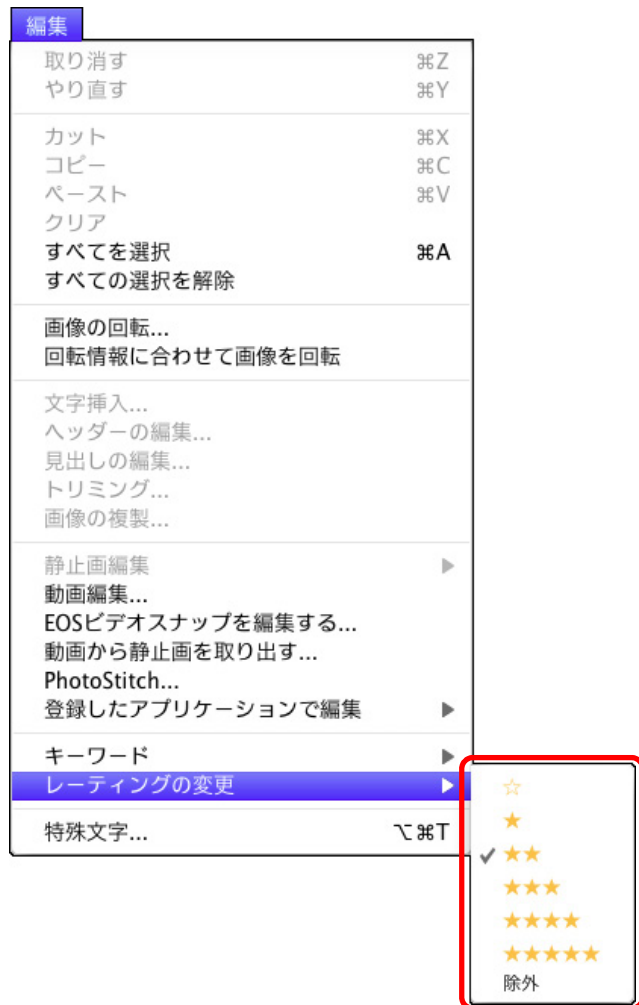 編集
取り消す ⌘Z
やり直す ⌘Y
カット ⌘X
コピー ⌘C
ペースト ⌘V
クリア
すべてを選択 ⌘A
すべての選択を解除
画像の回転...
回転情報に合わせて画像を回転
文字挿入...
ヘッダーの編集...
見出しの編集...
トリミング...
画像の複製...
静止画編集 ▶
動画編集...
EOSビデオスナップを編集する...
動画から静止画を取り出す...
PhotoStitch...
登録したアプリケーションで編集 ▶
キーワード ▶
レーティングの変更 ▶
特殊文字... ⌥⌘T
☆
★
✓ ★★
★★★
★★★★
★★★★★
除外